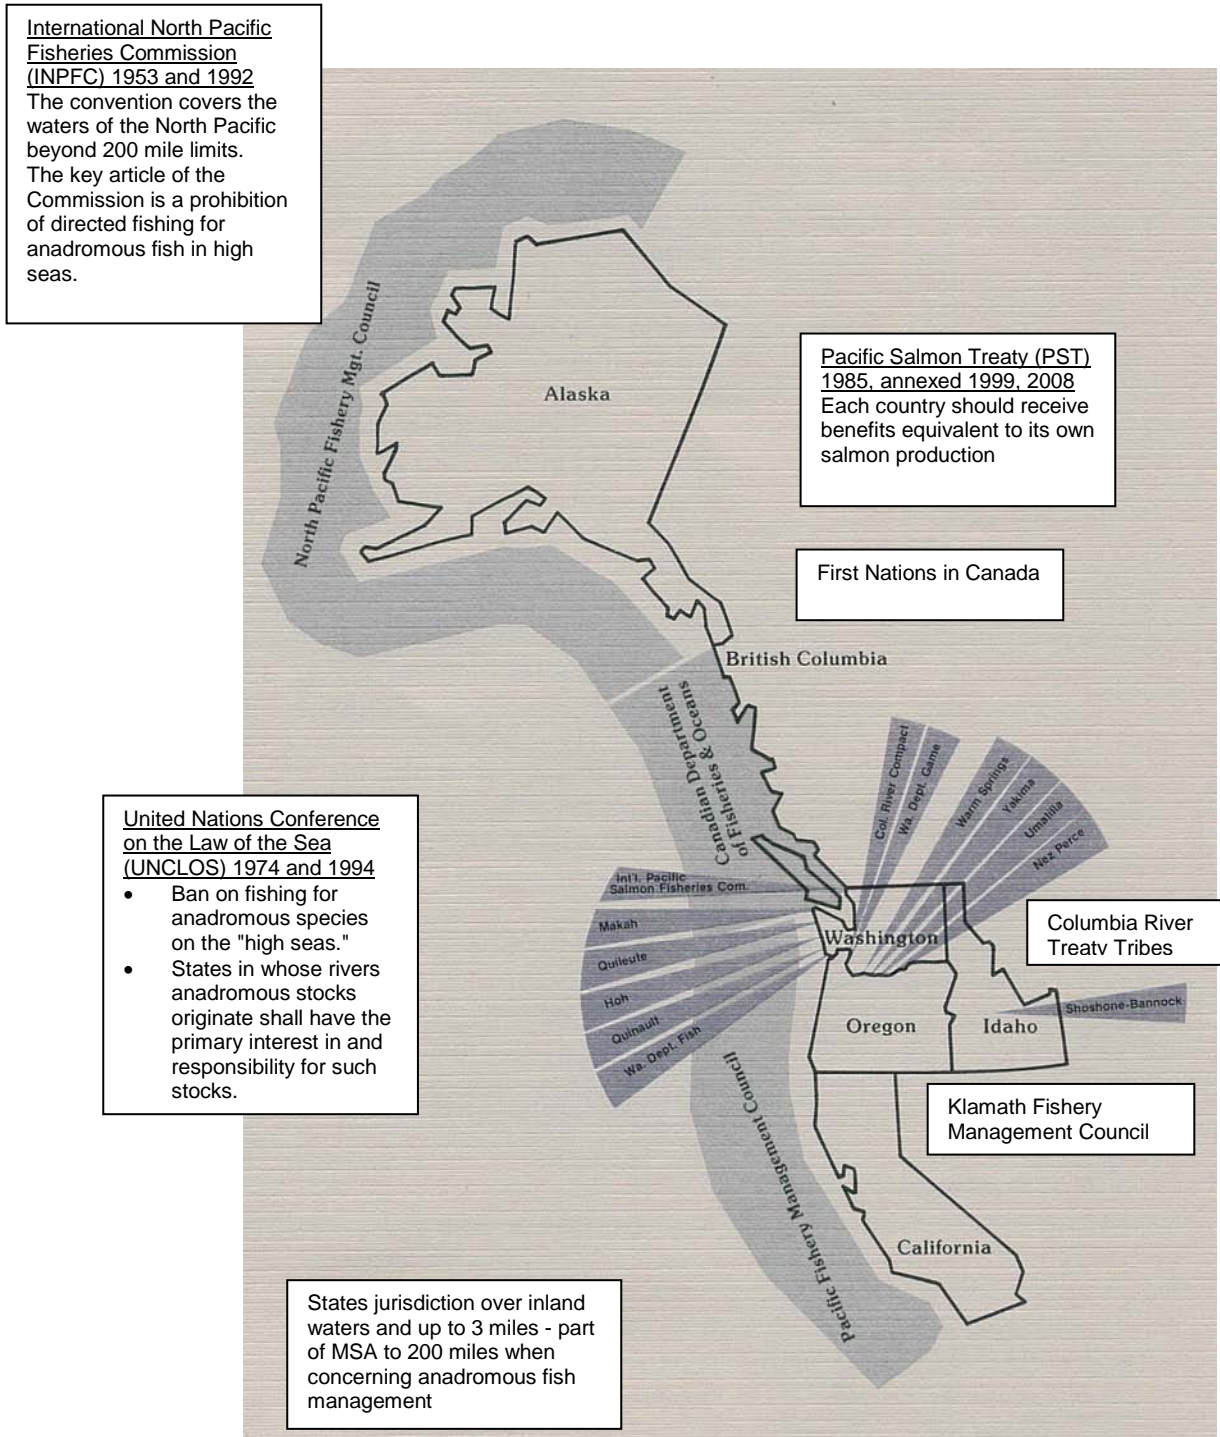 International North Pacific
Fisheries Commission
(INPFC) 1953 and 1992
The convention covers the
waters of the North Pacific
beyond 200 mile limits.
The key article of the
Commission is a prohibition
of directed fishing for
anadromous fish in high
seas.
North Pacific Fishery Mgt. Council
Alaska
Pacific Salmon Treaty (PST)
1985, annexed 1999, 2008
Each country should receive
benefits equivalent to its own
salmon production
First Nations in Canada
British Columbia
Canadian Department
of Fisheries & Oceans
Col. River Compact
Wa. Dept. Game
Warm Springs
Yakima
Umatilla
Nez Perce
United Nations Conference
on the Law of the Sea
(UNCLOS) 1974 and 1994
• Ban on fishing for
anadromous species
on the "high seas."
• States in whose rivers
anadromous stocks
originate shall have the
primary interest in and
responsibility for such
stocks.
Int'l. Pacific
Salmon Fisheries Com.
Makah
Quileute
Hoh
Quinault
Wa. Dept. Fish
Washington
Columbia River
Treaty Tribes
Shoshone-Bannock
Oregon
Idaho
Klamath Fishery
Management Council
Pacific Fishery Management Council
California
States jurisdiction over inland
waters and up to 3 miles - part
of MSA to 200 miles when
concerning anadromous fish
management